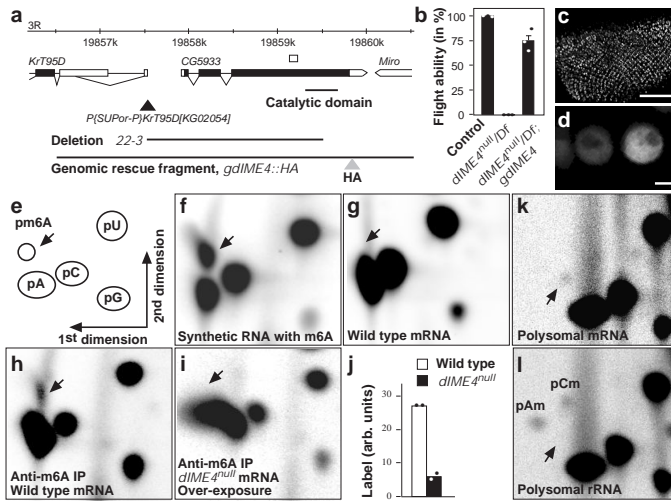 a
3R
19857k
19858k
19859k
19860k
KrT95D
CG5933
Miro
Catalytic domain
P{SUPor-P}KrT95D[KG02054]
Deletion 22-3
Genomic rescue fragment, gdIME4::HA
HA
b
Flight ability (in %)
100
75
50
25
0
Control
dIME4null/Df
dIME4null/Df;
gdIME4
c
d
e
pm6A
pU
pA
pC
pG
1st dimension
2nd dimension
f
Synthetic RNA with m6A
g
Wild type mRNA
k
Polysomal mRNA
h
Anti-m6A IP
Wild type mRNA
i
Anti-m6A IP
dIME4null mRNA
Over-exposure
j
Wild type
dIME4null
Label (arb. units)
30
20
10
0
l
pCm
pAm
Polysomal rRNA